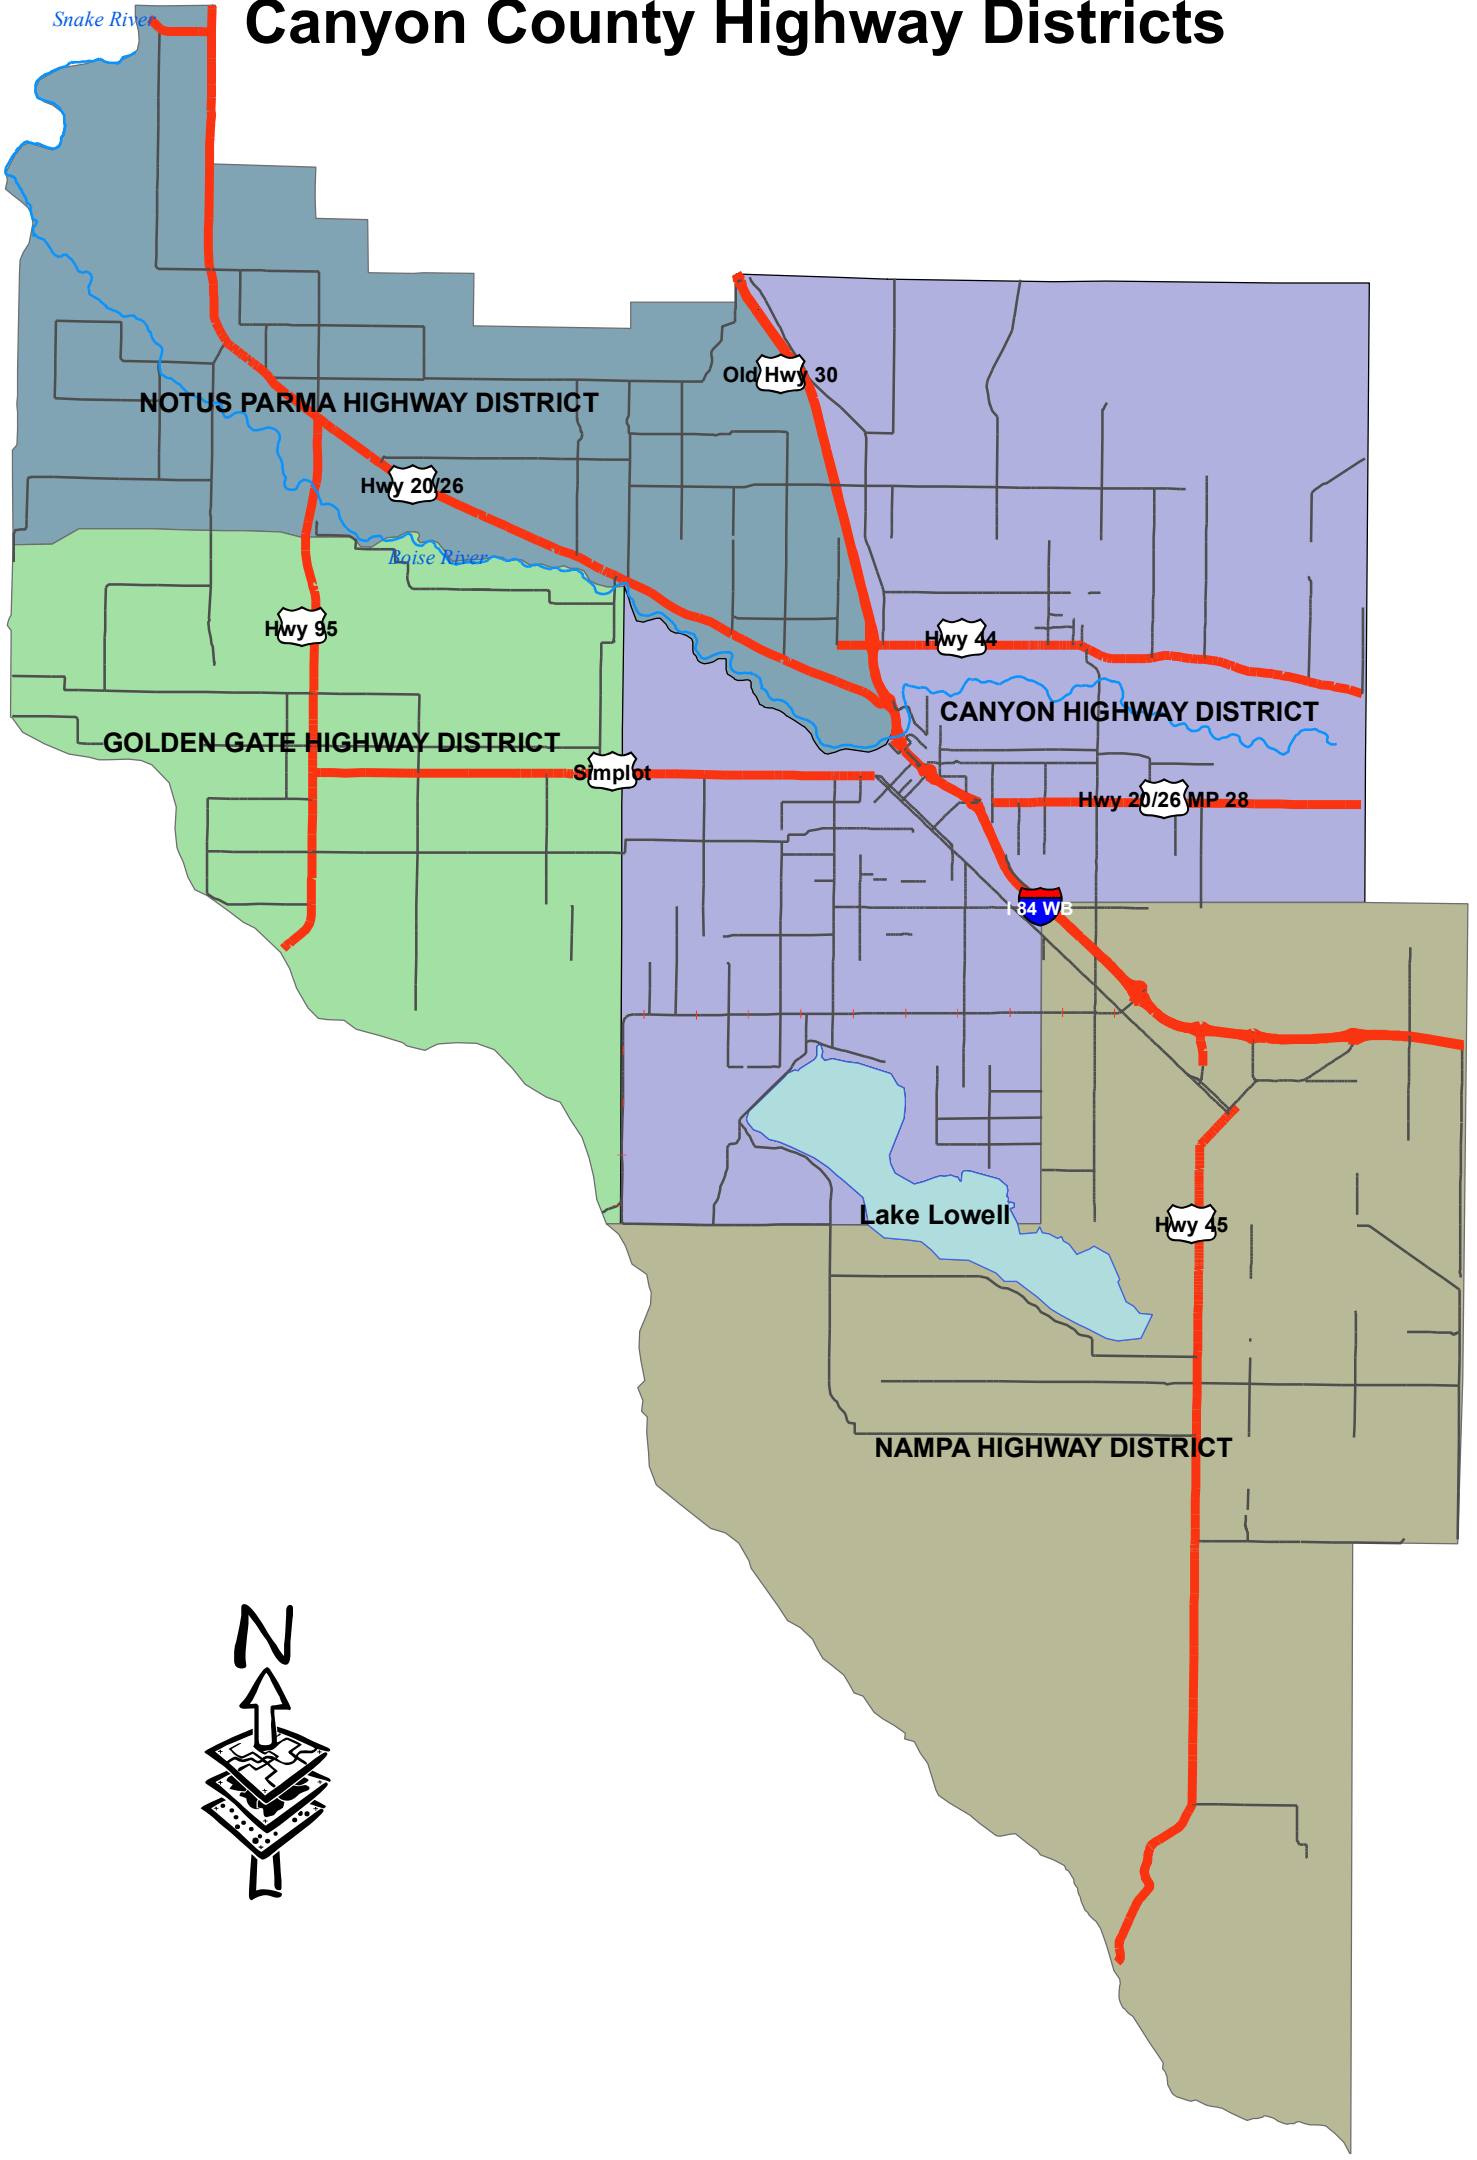 Canyon County Highway Districts
Snake River
Old Hwy 30
NOTUS PARMA HIGHWAY DISTRICT
Hwy 20/26
Boise River
Hwy 95
Hwy 44
CANYON HIGHWAY DISTRICT
GOLDEN GATE HIGHWAY DISTRICT
Simplot
Hwy 20/26 MP 28
I 84 WB
Lake Lowell
Hwy 45
NAMPA HIGHWAY DISTRICT
N